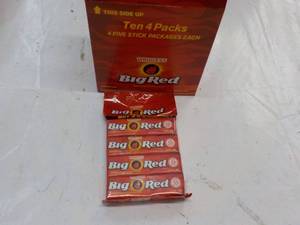 THIS SIDE UP
Ten 4 Packs
4 FIVE STICK PACKAGES EACH
WRIGLEY'S
Big Red
Big Red
Big Red
Big Red
Big Red
Big Red